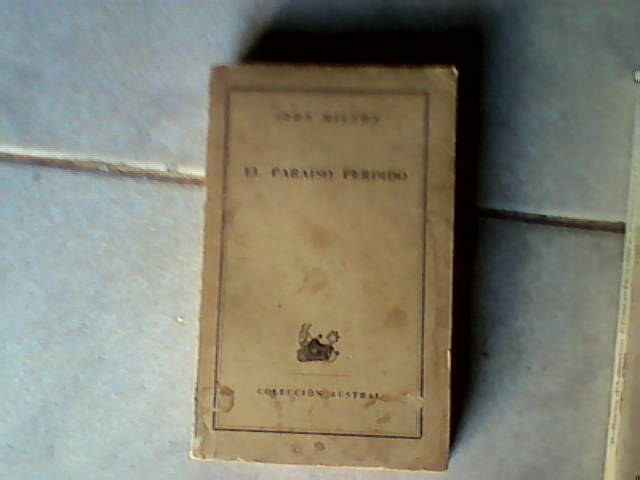 JOHN MILTON
EL PARAISO PERDIDO
COLECCIÓN AUSTRAL